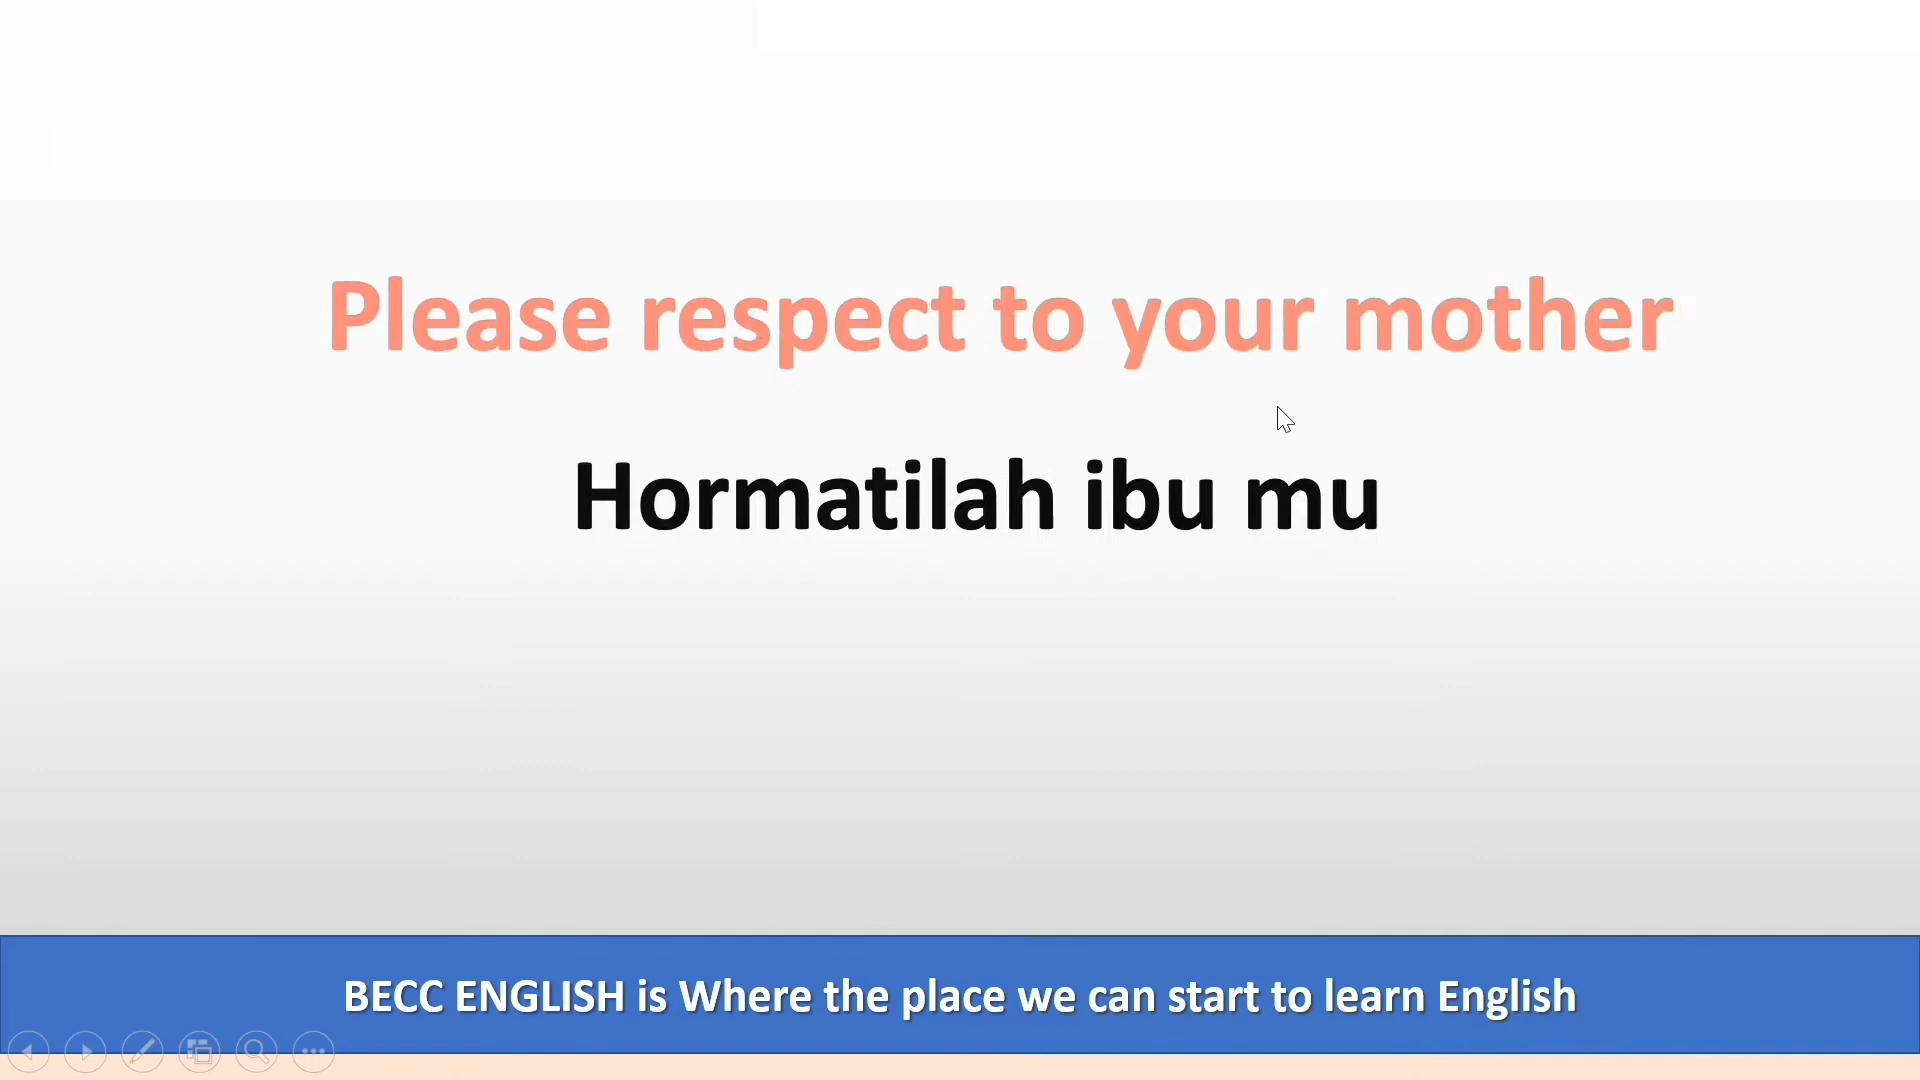 Please respect to your mother
Hormatilah ibu mu
BECC ENGLISH is Where the place we can start to learn English